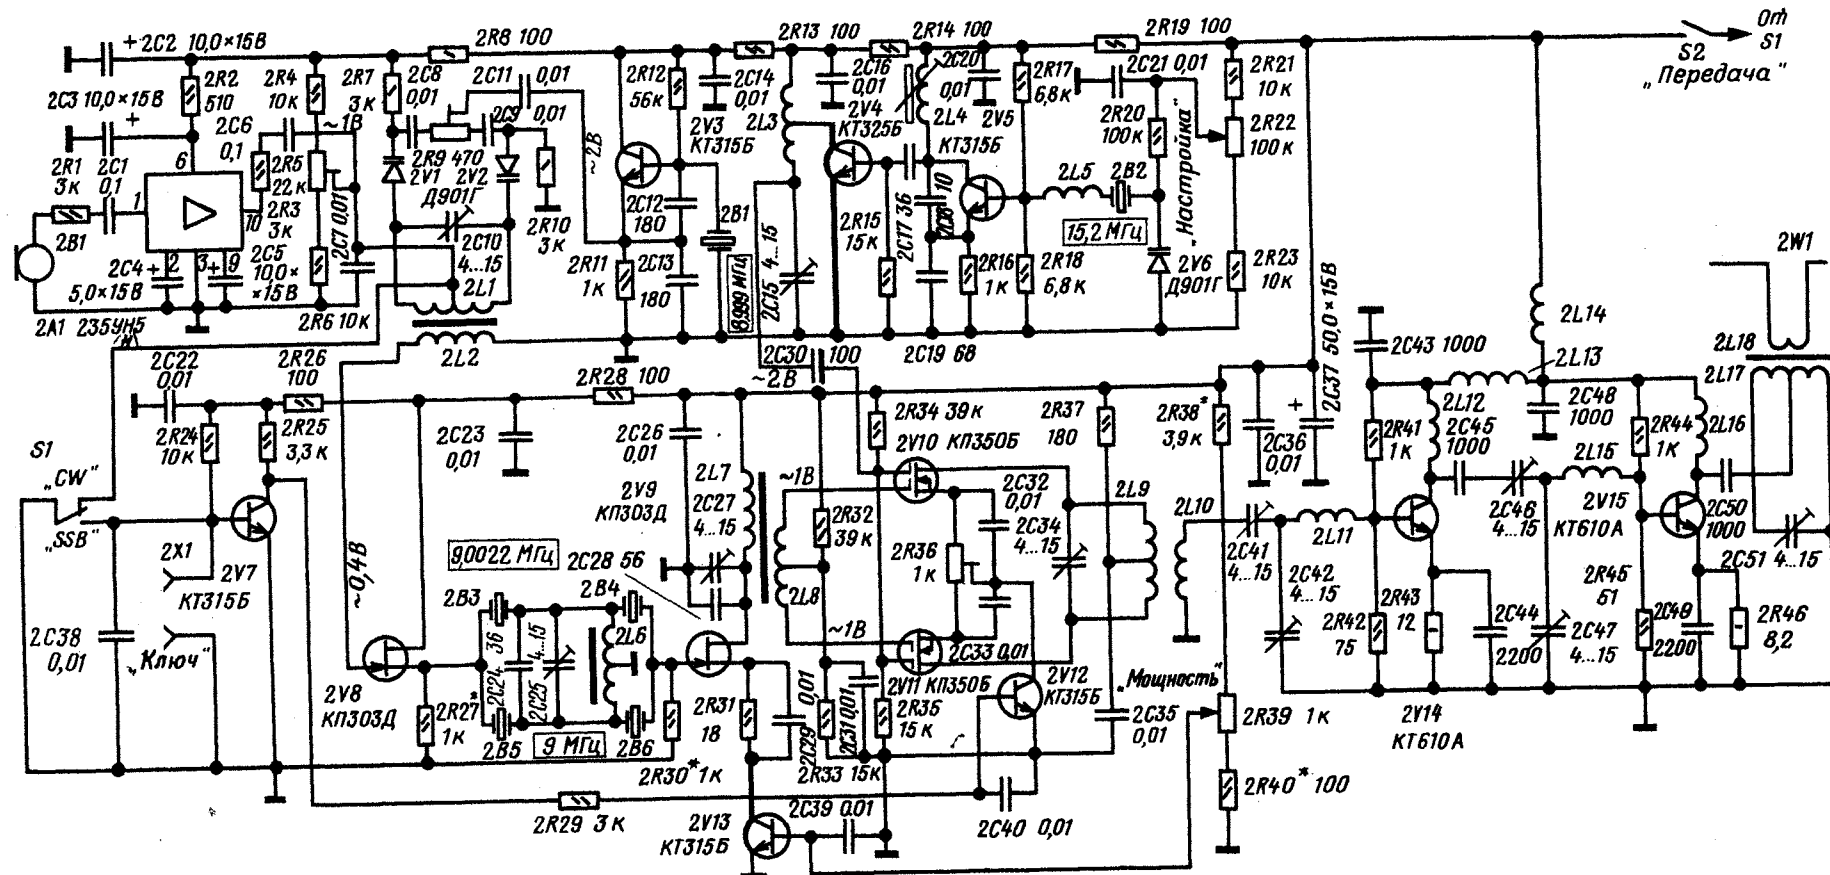 + 2C2 10,0×15В
2R2
510
2R4
10к
2R7
3к
2C8
0,01
2R8 100
2C11
0,01
2R12
56к
2C14
0,01
2R13 100
2C16
0,01
2R14 100
2C20
0,01
2R17
6,8к
2R19 100
2C21 0,01
2R21
10к
От
S1
S2
„Передача"
2C3 10,0×15В
+
2C6
0,1
~1В
2C9
0,01
2V3
КТ315Б
~2В
2L3
2V4
КТ325Б
2L4
2V5
КТ315Б
2R20
100к
„Настройка"
2R22
100к
2R1
3к
2C1
0,1
6
1
10
2
3
9
2R5
22к
2R3
3к
2C7 0,01
2R9 470
2V1
2V2
Д901Г
2R10
3к
2C10
4...15
2C12
180
2B1
8,999 МГц
2C15 4...15
2R15
15к
2C17 36
2C18 10
2L5
2B2
15,2 МГц
2B1
2C4 +
5,0×15В
+
2C5
10,0×
×15В
2L1
2R11
1к
2C13
180
2R16
1к
2R18
6,8к
2V6
Д901Г
2R23
10к
2W1
2A1 235УН5
2R6 10к
2L2
2C30 100
2C19 68
2C37 50,0×15В
+
2C43 1000
2L14
2L13
2L18
2L17
2C22
0,01
2R26
100
2R28 100
~2В
2R24
10к
2R25
3,3к
2C23
0,01
2C26
0,01
2R34 39к
2V10 КП350Б
2R37
180
2R38*
3,9к
2C36
0,01
2R41
1к
2L12
2C45
1000
2C48
1000
2R44
1к
2L16
2L15
S1
„CW"
„SSB"
2V9
КП303Д
2L7
2C27
4...15
~1В
2R32
39к
2C32
0,01
2C34
4...15
2L9
2L10
2C46
4...15
2V15
КТ610А
2C50
1000
2C51 4...15
2X1
2V7
КТ315Б
~0,4В
9,0022 МГц
2C28 56
2R36
1к
2L8
2C41
4...15
2L11
2C42
4...15
2C38
0,01
„Ключ"
2B3
2B4
2C24 36
2C25 4...15
2L6
~1В
2C33 0,01
2V11 КП350Б
2V12
КТ315Б
„Мощность"
2R42
75
2R43
12
2C44
2200
2C47
4...15
2R45
51
2C49
2200
2R46
8,2
2V8
КП303Д
2R27*
1к
2B5
9 МГц
2B6
2R31
18
2C29 0,01
2C31 0,01
2R35
15к
2C35
0,01
2R39 1к
2V14
КТ610А
2R30*1к
2R33 15к
2R29 3к
2V13
КТ315Б
2C39 0,01
2C40 0,01
2R40*100